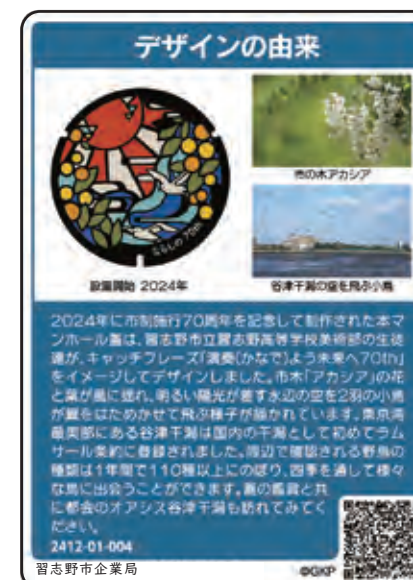 デザインの由来
ならしの 70th
市の木アカシア
設置開始 2024年
谷津干潟の空を飛ぶ小鳥
2024年に市制施行70周年を記念して制作された本マ
ンホール蓋は、習志野市立習志野高等学校美術部の生徒
達が、キャッチフレーズ「演奏(かなで)よう未来へ70th」
をイメージしてデザインしました。市木「アカシア」の花
と葉が風に揺れ、明るい陽光が差す水辺の空を2羽の小鳥
が翼をはためかせて飛ぶ様子が描かれています。東京湾
最奥部にある谷津干潟は国内の干潟として初めてラム
サール条約に登録されました。周辺で確認される野鳥の
種類は1年間で110種以上にのぼり、四季を通して様々
な鳥に出会うことができます。蓋の鑑賞と共
に都会のオアシス谷津干潟も訪れてみてく
ださい。
2412-01-004
習志野市企業局
©GKP